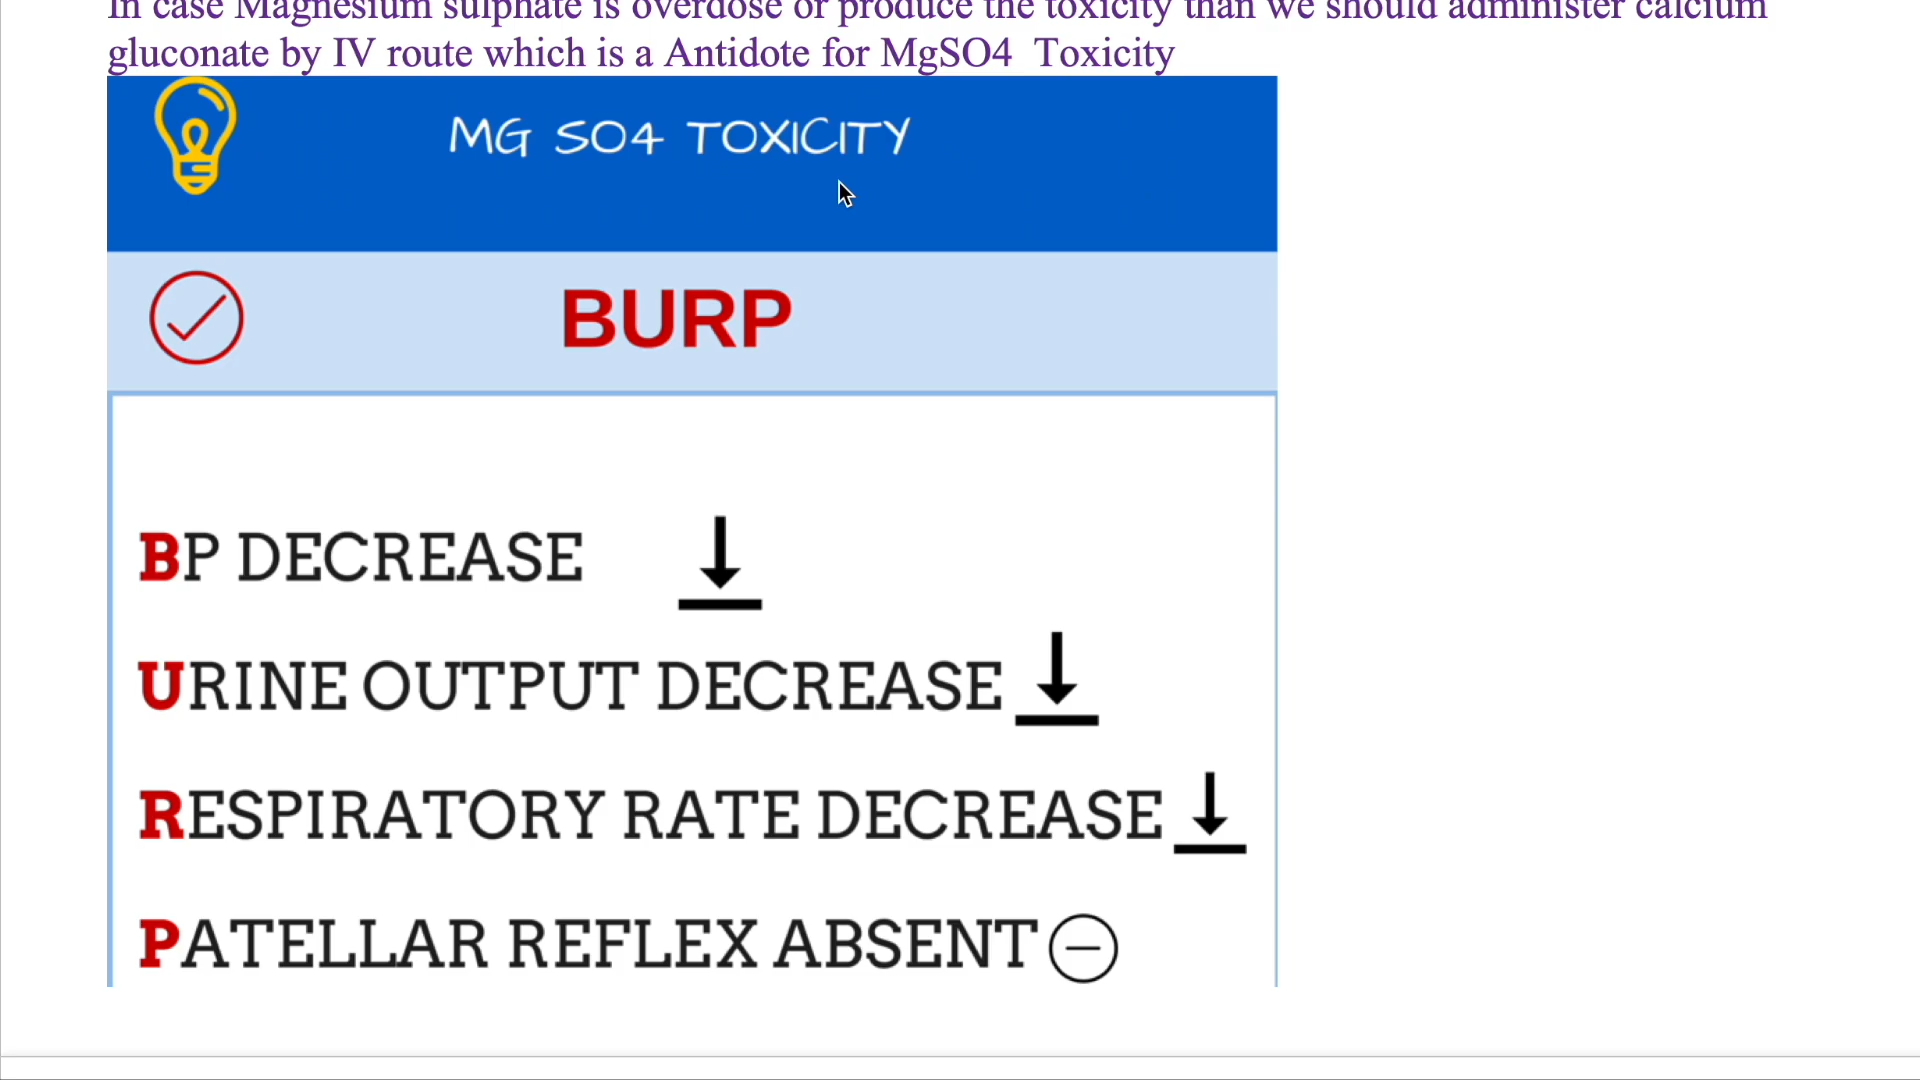 In case Magnesium sulphate is overdose or produce the toxicity than we should administer calcium
gluconate by IV route which is a Antidote for MgSO4 Toxicity
MG SO4 TOXICITY
BURP
BP DECREASE
URINE OUTPUT DECREASE
RESPIRATORY RATE DECREASE
PATELLAR REFLEX ABSENT